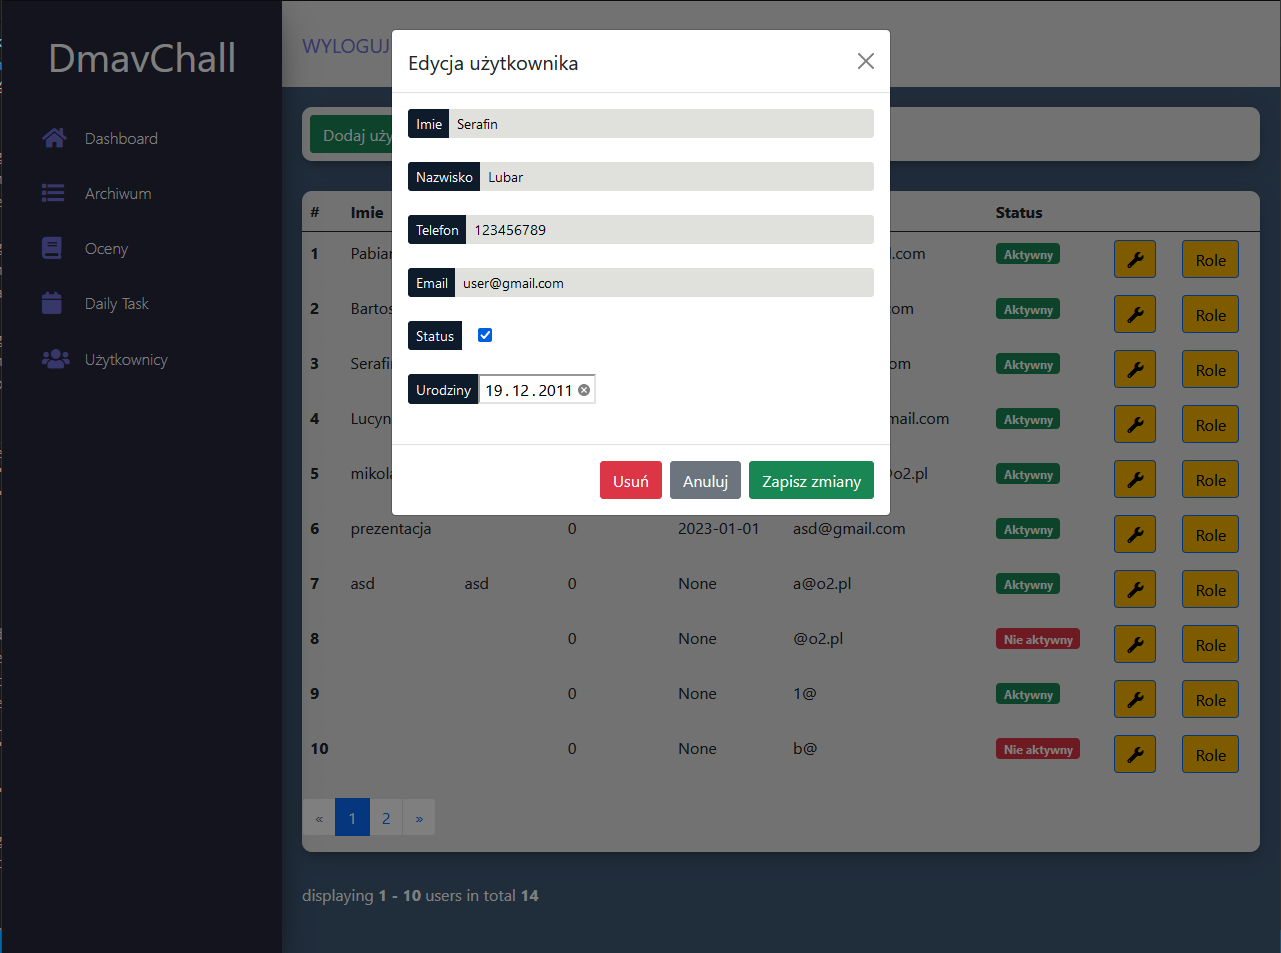 DmavChall
Dashboard
Archiwum
Oceny
Daily Task
Użytkownicy
WYLOGUJ
Edycja użytkownika
Imie Serafin
Nazwisko Lubar
Telefon 123456789
Email user@gmail.com
Status
Urodziny 19.12.2011
Usuń Anuluj Zapisz zmiany
Dodaj uży
# Imie Status
1 Pabian l.com Aktywny Role
2 Bartos com Aktywny Role
3 Serafi om Aktywny Role
4 Lucyn mail.com Aktywny Role
5 mikoła o2.pl Aktywny Role
6 prezentacja 0 2023-01-01 asd@gmail.com Aktywny Role
7 asd asd 0 None a@o2.pl Aktywny Role
8 0 None @o2.pl Nie aktywny Role
9 0 None 1@ Aktywny Role
10 0 None b@ Nie aktywny Role
« 1 2 »
displaying 1 - 10 users in total 14